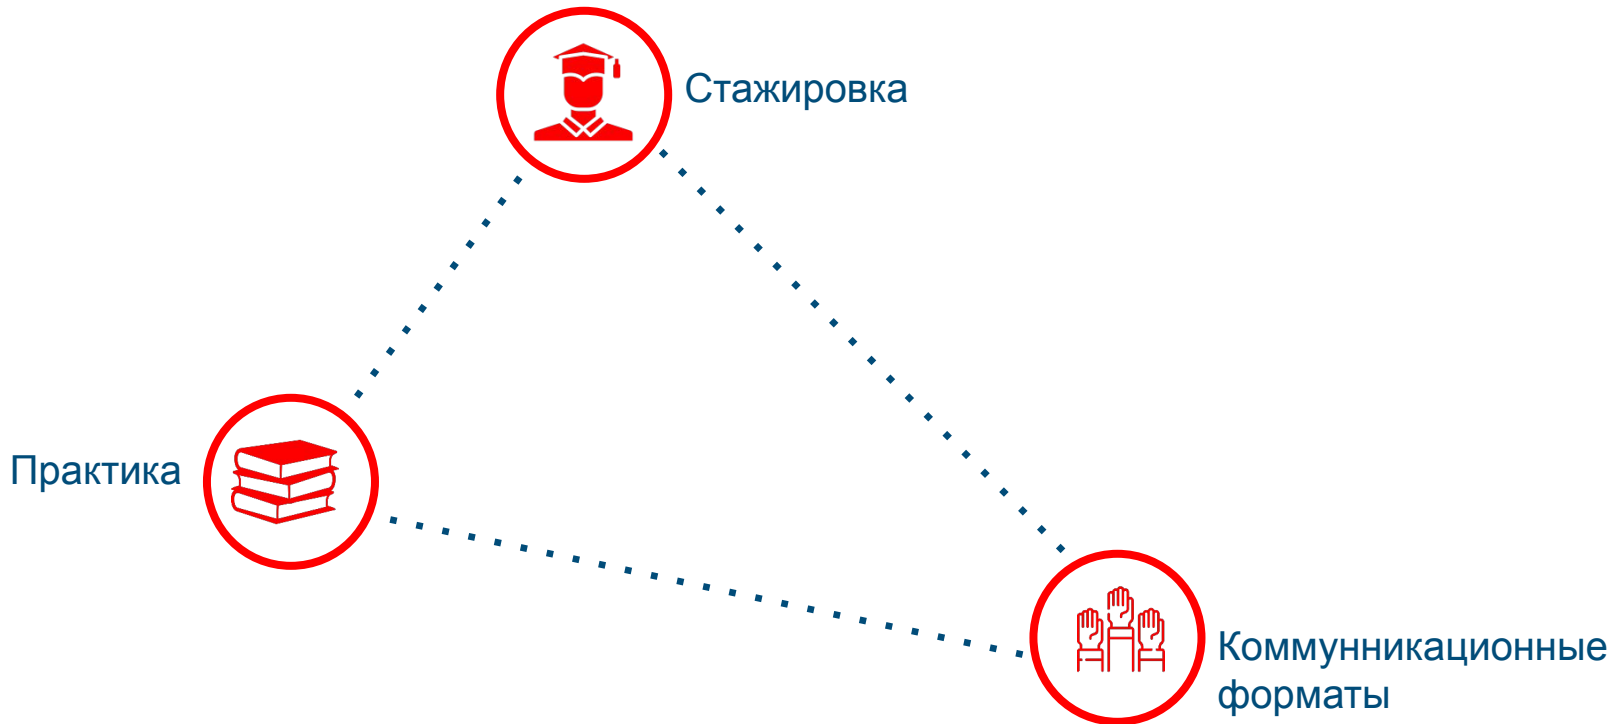 Стажировка
Практика
Коммунникационные
форматы